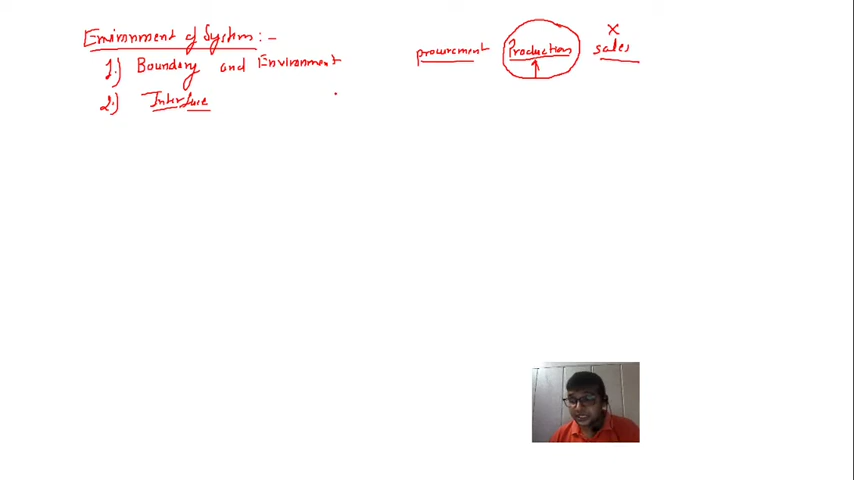 Environment of System :-
1.) Boundary and Environment
2.) Interface
x
procurement Production sales